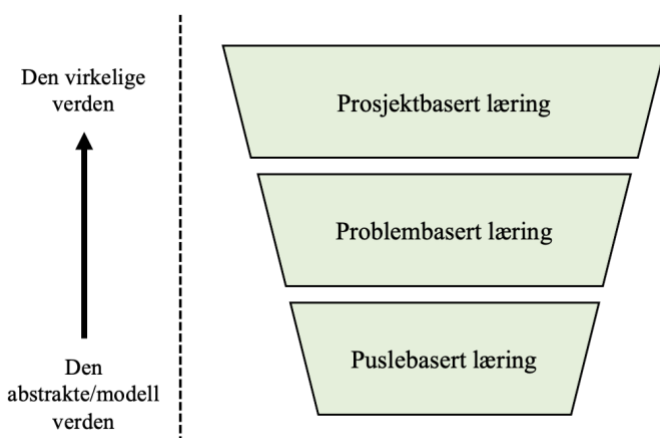 Den virkelige
verden
Prosjektbasert læring
Problembasert læring
Puslebasert læring
Den
abstrakte/modell
verden